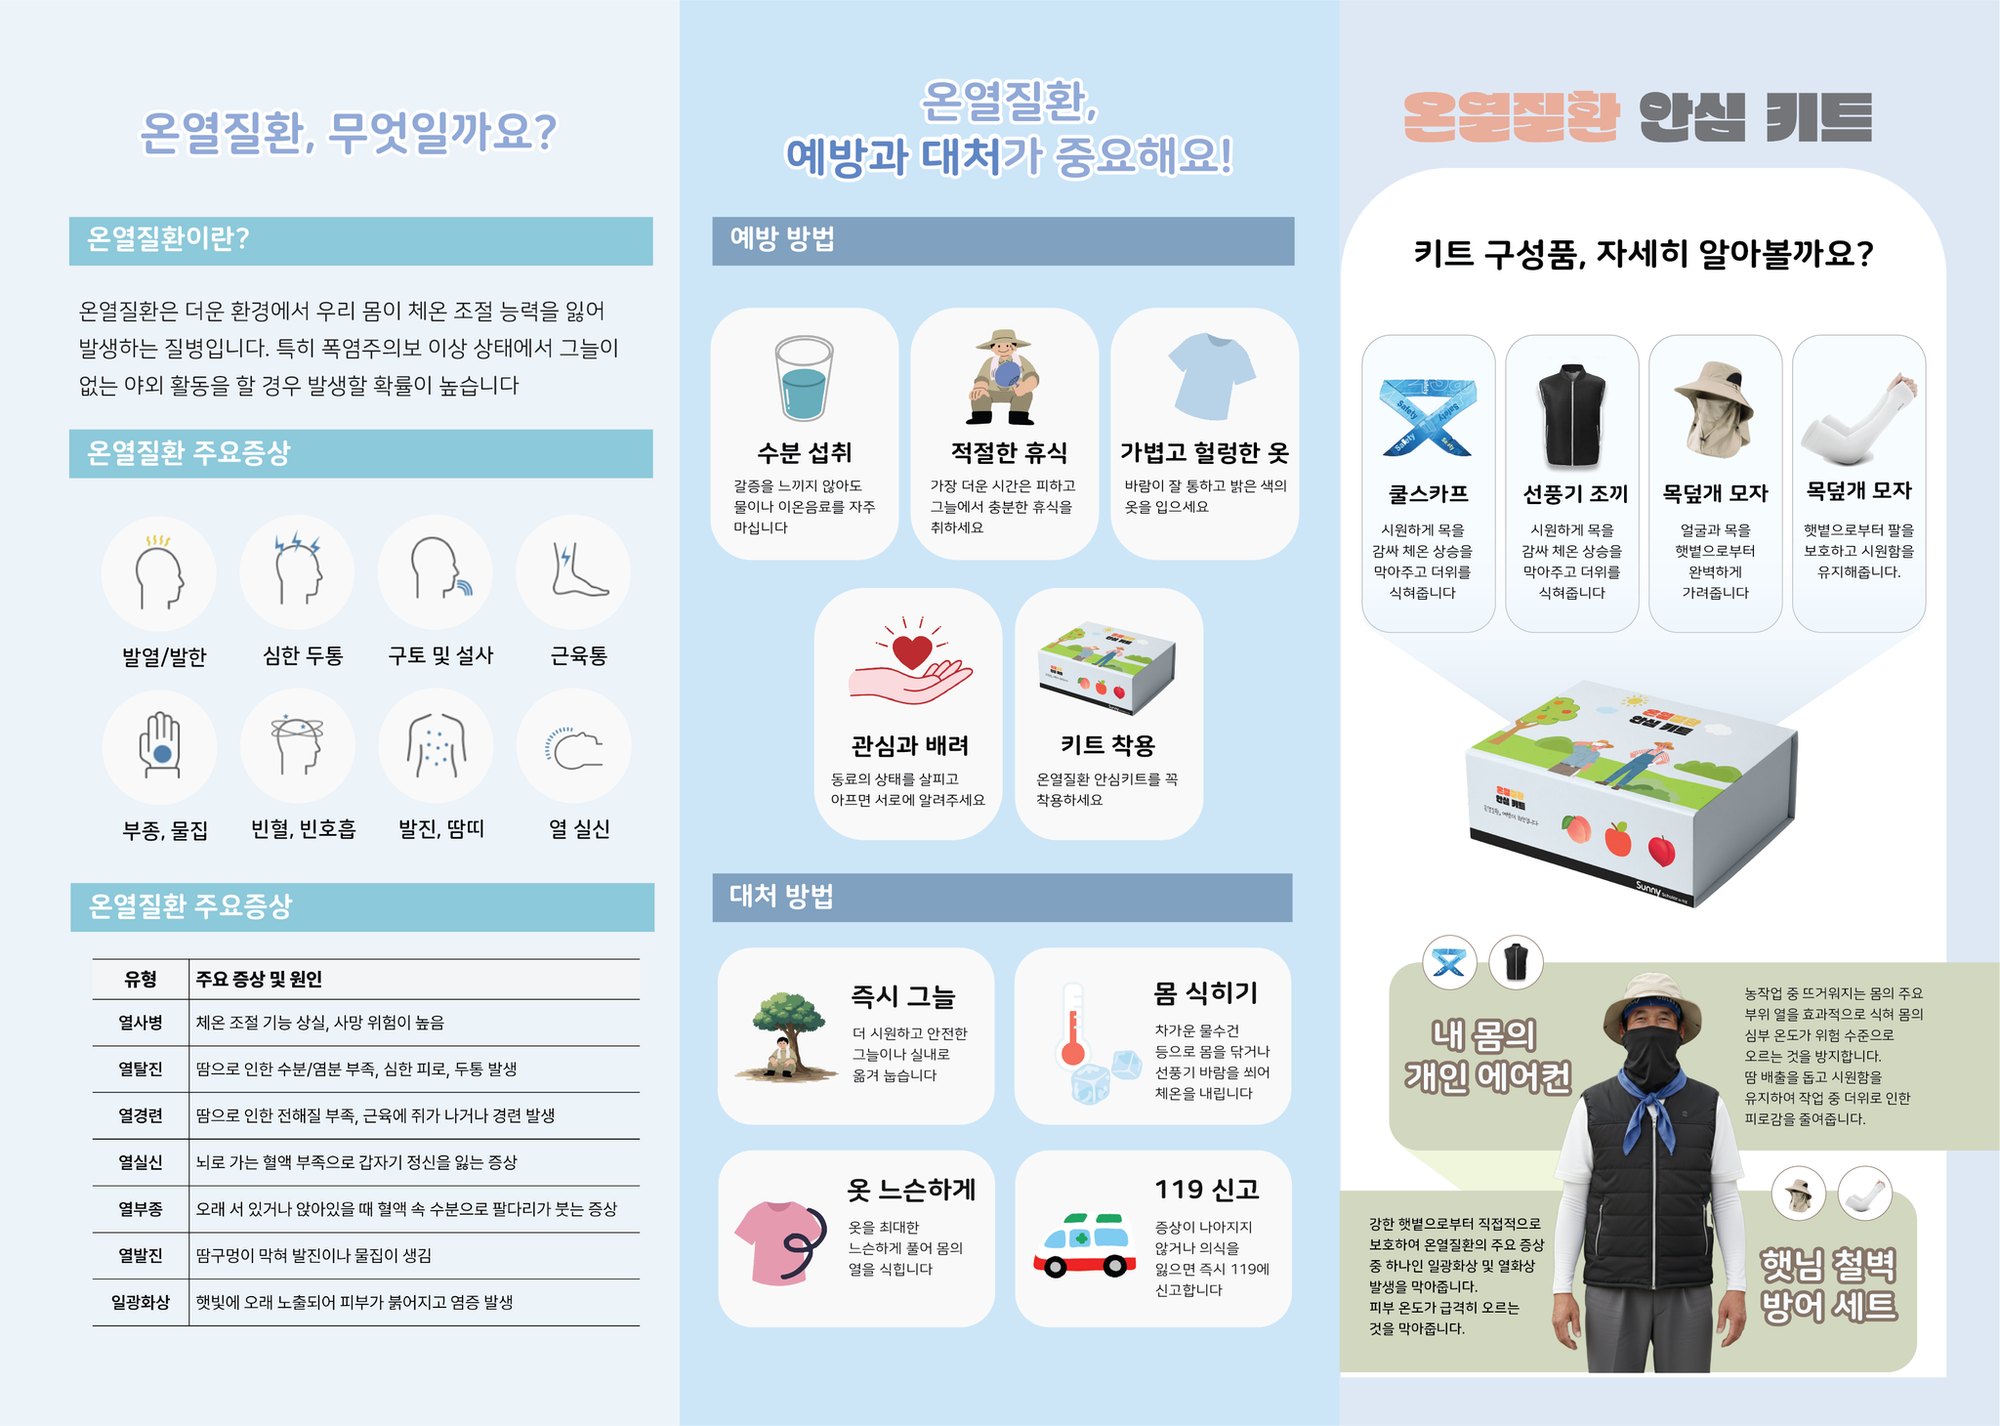 온열질환, 무엇일까요?
온열질환이란?
온열질환은 더운 환경에서 우리 몸이 체온 조절 능력을 잃어
발생하는 질병입니다. 특히 폭염주의보 이상 상태에서 그늘이
없는 야외 활동을 할 경우 발생할 확률이 높습니다
온열질환 주요증상
발열/발한
심한 두통
구토 및 설사
근육통
부종, 물집
빈혈, 빈호흡
발진, 땀띠
열 실신
온열질환 주요증상
유형 주요 증상 및 원인
열사병 체온 조절 기능 상실, 사망 위험이 높음
열탈진 땀으로 인한 수분/염분 부족, 심한 피로, 두통 발생
열경련 땀으로 인한 전해질 부족, 근육에 쥐가 나거나 경련 발생
열실신 뇌로 가는 혈액 부족으로 갑자기 정신을 잃는 증상
열부종 오래 서 있거나 앉아있을 때 혈액 속 수분으로 팔다리가 붓는 증상
열발진 땀구멍이 막혀 발진이나 물집이 생김
일광화상 햇빛에 오래 노출되어 피부가 붉어지고 염증 발생
온열질환,
예방과 대처가 중요해요!
예방 방법
수분 섭취
갈증을 느끼지 않아도
물이나 이온음료를 자주
마십니다
적절한 휴식
가장 더운 시간은 피하고
그늘에서 충분한 휴식을
취하세요
가볍고 헐렁한 옷
바람이 잘 통하고 밝은 색의
옷을 입으세요
관심과 배려
동료의 상태를 살피고
아프면 서로에 알려주세요
온열질환
안심 키트
키트 착용
온열질환 안심키트를 꼭
착용하세요
대처 방법
즉시 그늘
더 시원하고 안전한
그늘이나 실내로
옮겨 눕습니다
몸 식히기
차가운 물수건
등으로 몸을 닦거나
선풍기 바람을 쐬어
체온을 내립니다
옷 느슨하게
옷을 최대한
느슨하게 풀어 몸의
열을 식힙니다
119 신고
증상이 나아지지
않거나 의식을
잃으면 즉시 119에
신고합니다
온열질환 안심 키트
키트 구성품, 자세히 알아볼까요?
Safety
Safety
Safety
Safety
쿨스카프
시원하게 목을
감싸 체온 상승을
막아주고 더위를
식혀줍니다
선풍기 조끼
시원하게 목을
감싸 체온 상승을
막아주고 더위를
식혀줍니다
목덮개 모자
얼굴과 목을
햇볕으로부터
완벽하게
가려줍니다
목덮개 모자
햇볕으로부터 팔을
보호하고 시원함을
유지해줍니다.
온열질환
안심 키트
온열질환
안심 키트
Sunny Scholar
내 몸의
개인 에어컨
농작업 중 뜨거워지는 몸의 주요
부위 열을 효과적으로 식혀 몸의
심부 온도가 위험 수준으로
오르는 것을 방지합니다.
땀 배출을 돕고 시원함을
유지하여 작업 중 더위로 인한
피로감을 줄여줍니다.
강한 햇볕으로부터 직접적으로
보호하여 온열질환의 주요 증상
중 하나인 일광화상 및 열화상
발생을 막아줍니다.
피부 온도가 급격히 오르는
것을 막아줍니다.
햇님 철벽
방어 세트